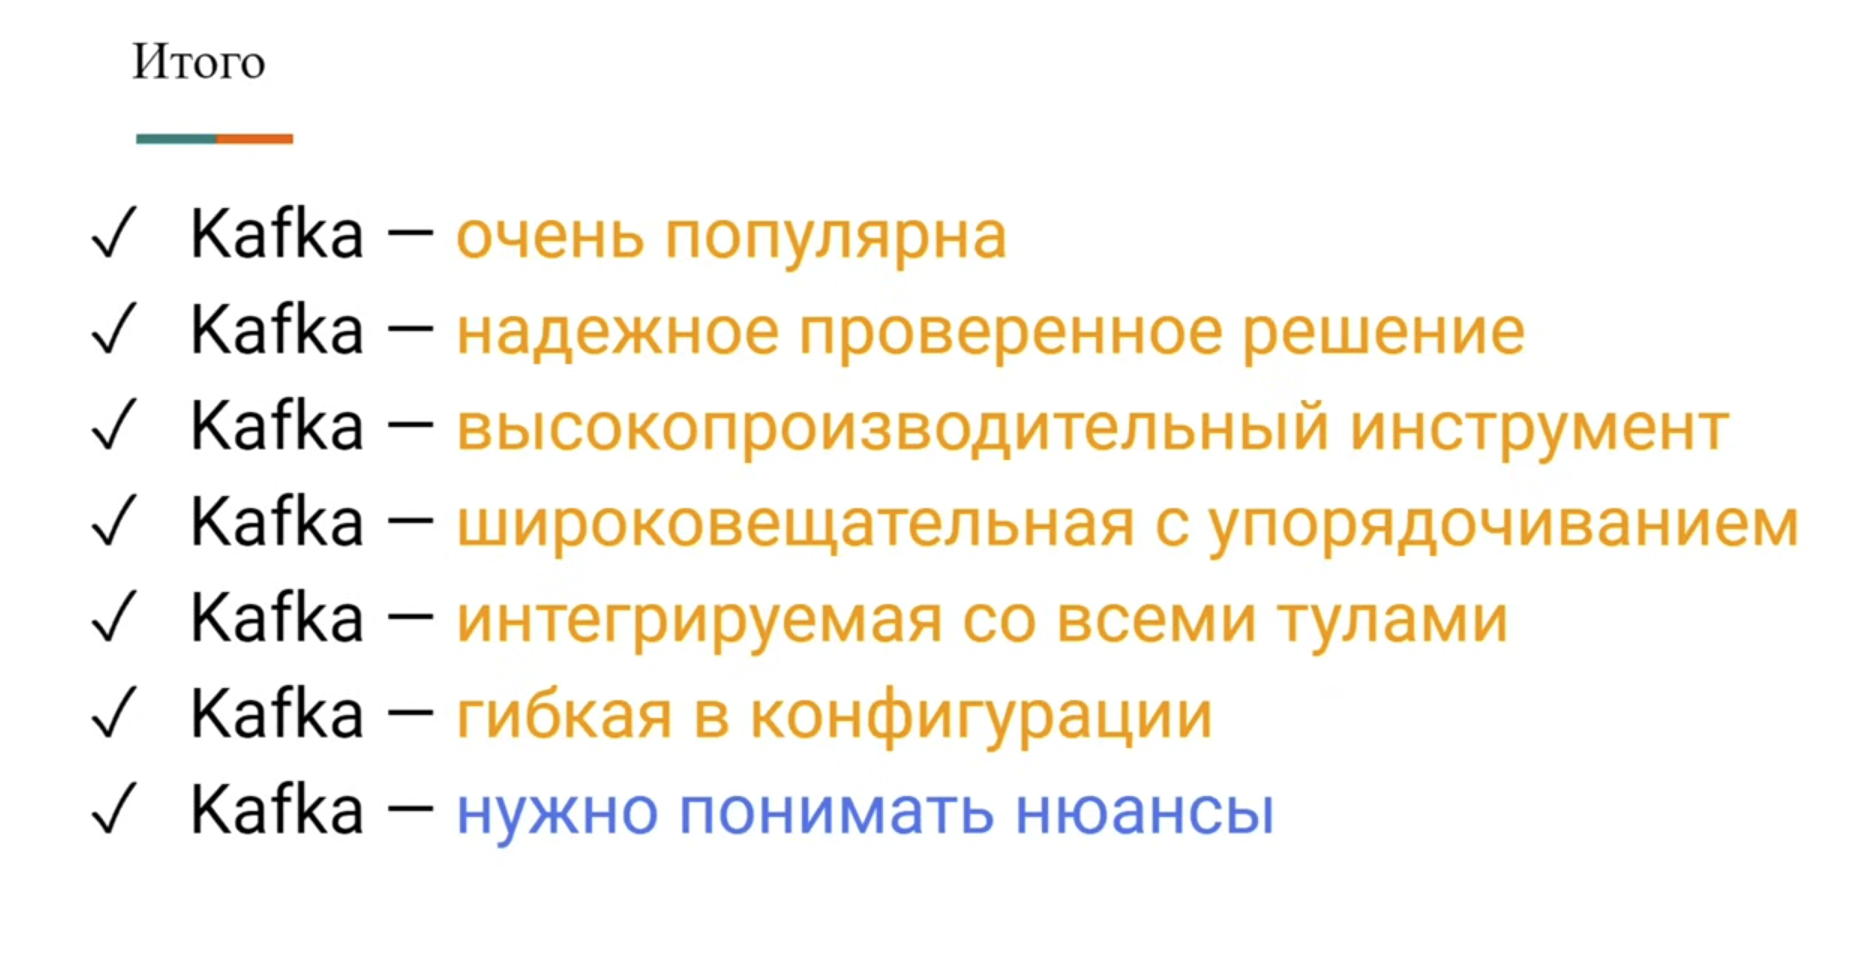 Итого
✓ Kafka — очень популярна
✓ Kafka — надежное проверенное решение
✓ Kafka — высокопроизводительный инструмент
✓ Kafka — широковещательная с упорядочиванием
✓ Kafka — интегрируемая со всеми тулами
✓ Kafka — гибкая в конфигурации
✓ Kafka — нужно понимать нюансы